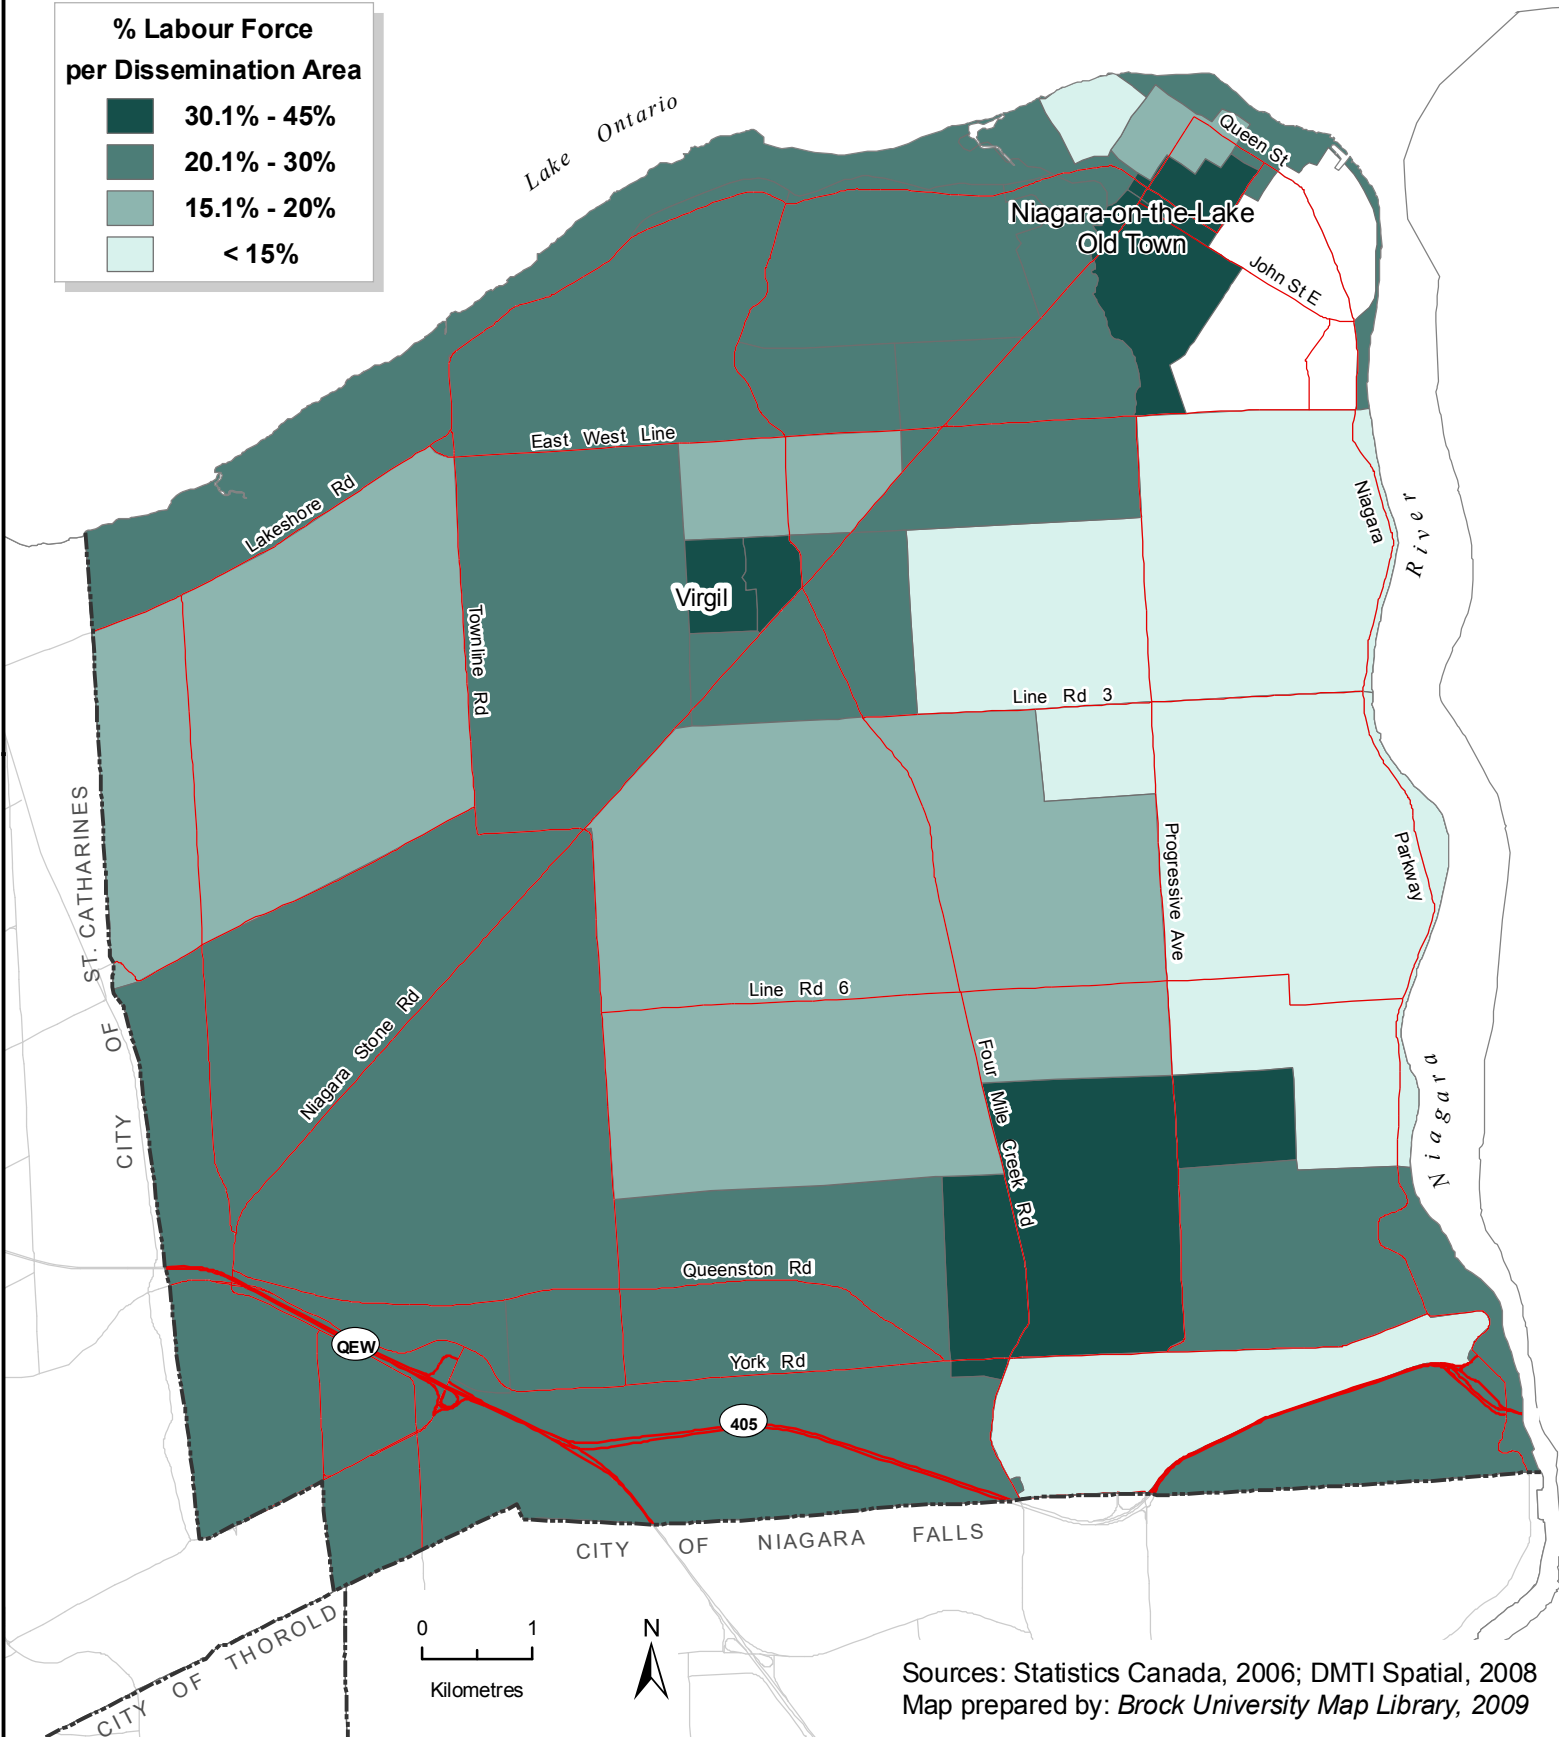 % Labour Force
per Dissemination Area
30.1% - 45%
20.1% - 30%
15.1% - 20%
< 15%
Lake Ontario
Queen St
Niagara-on-the-Lake
Old Town
John St E
East West Line
Lakeshore Rd
Niagara
River
Virgil
Townline Rd
Line Rd 3
ST. CATHARINES
Progressive Ave
Parkway
Line Rd 6
Niagara Stone Rd
OF
Four Mile Creek Rd
Niagara
CITY
Queenston Rd
QEW
York Rd
405
CITY OF NIAGARA FALLS
CITY OF THOROLD
0 1
Kilometres
N
Sources: Statistics Canada, 2006; DMTI Spatial, 2008
Map prepared by: Brock University Map Library, 2009